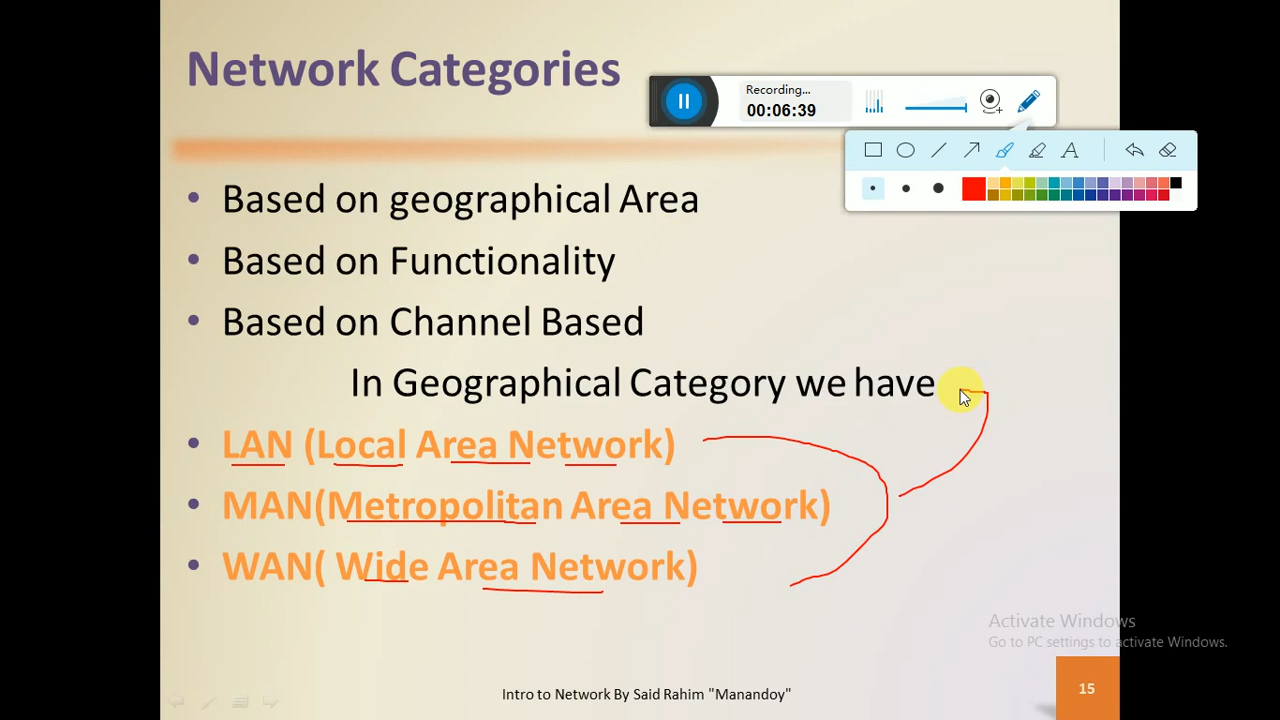 Network Categories
Recording...
00:06:39
A
• Based on geographical Area
• Based on Functionality
• Based on Channel Based
In Geographical Category we have
• LAN (Local Area Network)
• MAN(Metropolitan Area Network)
• WAN( Wide Area Network)
Activate Windows
Go to PC settings to activate Windows.
Intro to Network By Said Rahim "Manandoy"
15